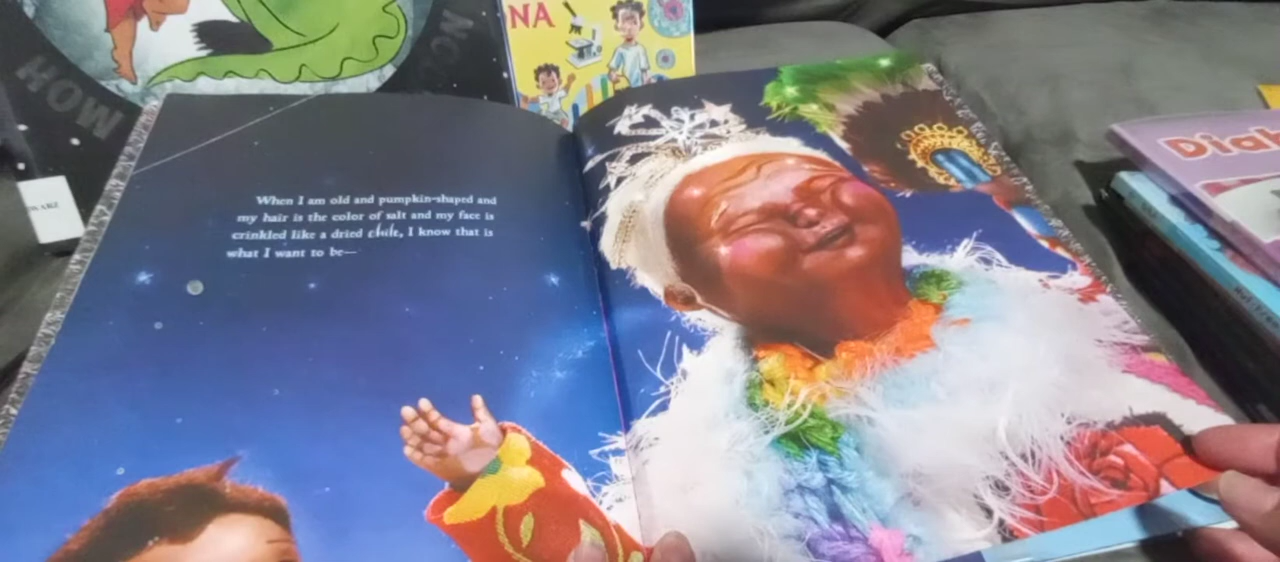 HOW
NA
When I am old and pumpkin-shaped and
my hair is the color of salt and my face is
crinkled like a dried chile, I know that is
what I want to be—
Diab